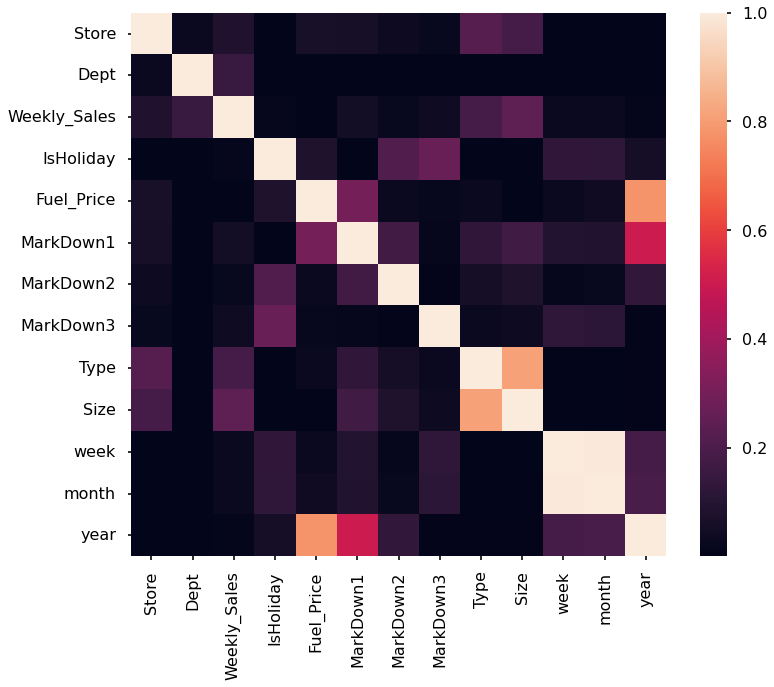 Store
Dept
Weekly_Sales
IsHoliday
Fuel_Price
MarkDown1
MarkDown2
MarkDown3
Type
Size
week
month
year
Store
Dept
Weekly_Sales
IsHoliday
Fuel_Price
MarkDown1
MarkDown2
MarkDown3
Type
Size
week
month
year
1.0
0.8
0.6
0.4
0.2